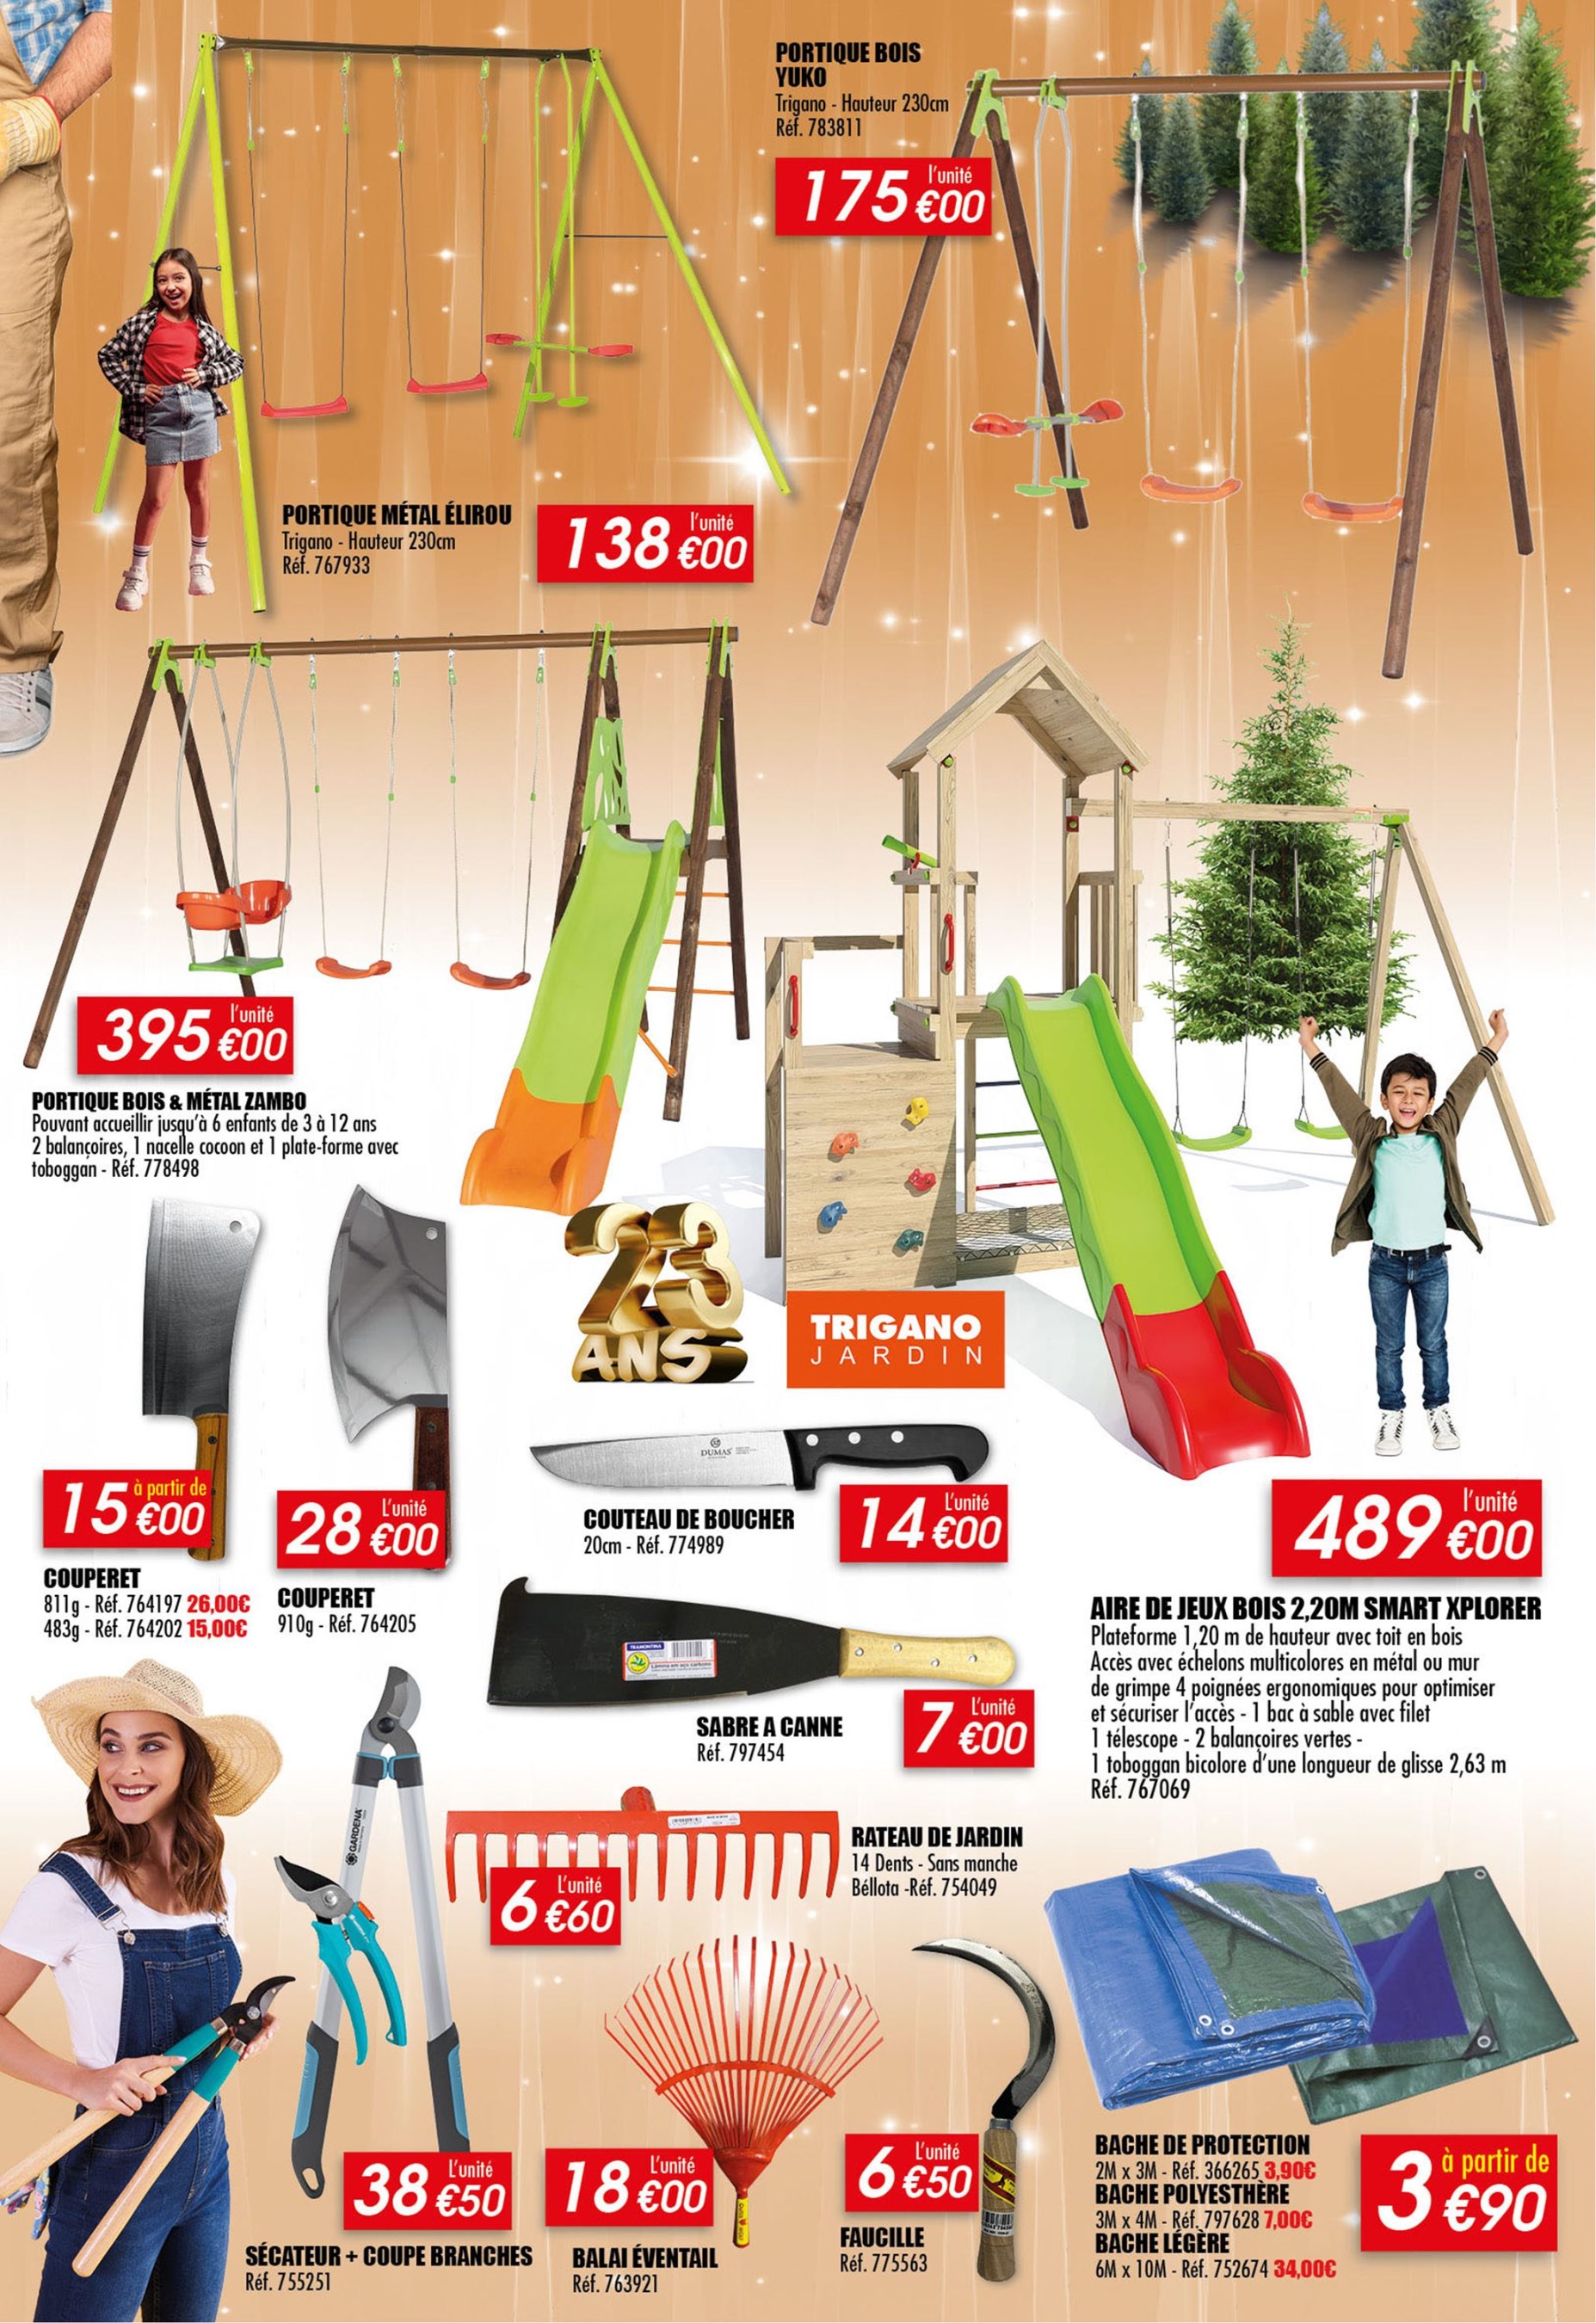 PORTIQUE BOIS
YUKO
Trigano - Hauteur 230cm
Réf. 783811
175 l'unité
€00
PORTIQUE MÉTAL ÉLIROU
Trigano - Hauteur 230cm
Réf. 767933
138 l'unité
€00
395 l'unité
€00
PORTIQUE BOIS & MÉTAL ZAMBO
Pouvant accueillir jusqu'à 6 enfants de 3 à 12 ans
2 balançoires, 1 nacelle cocoon et 1 plate-forme avec
toboggan - Réf. 778498
23
ANS
TRIGANO
JARDIN
15 à partir de
€00
COUPERET
811g - Réf. 764197 26,00€
483g - Réf. 764202 15,00€
28 L'unité
€00
COUPERET
910g - Réf. 764205
DUMAS
COUTEAU DE BOUCHER
20cm - Réf. 774989
14 L'unité
€00
489 l'unité
€00
AIRE DE JEUX BOIS 2,20M SMART XPLORER
Plateforme 1,20 m de hauteur avec toit en bois
Accès avec échelons multicolores en métal ou mur
de grimpe 4 poignées ergonomiques pour optimiser
et sécuriser l'accès - 1 bac à sable avec filet
1 télescope - 2 balançoires vertes -
1 toboggan bicolore d'une longueur de glisse 2,63 m
Réf. 767069
TRAMONTINA
SABRE A CANNE
Réf. 797454
7 L'unité
€00
GARDENA
RATEAU DE JARDIN
14 Dents - Sans manche
Béllota -Réf. 754049
6 L'unité
€60
38 L'unité
€50
SÉCATEUR + COUPE BRANCHES
Réf. 755251
18 L'unité
€00
BALAI ÉVENTAIL
Réf. 763921
6 L'unité
€50
FAUCILLE
Réf. 775563
BACHE DE PROTECTION
2M x 3M - Réf. 366265 3,90€
BACHE POLYESTHÈRE
3M x 4M - Réf. 797628 7,00€
BACHE LÉGÈRE
6M x 10M - Réf. 752674 34,00€
3 à partir de
€90